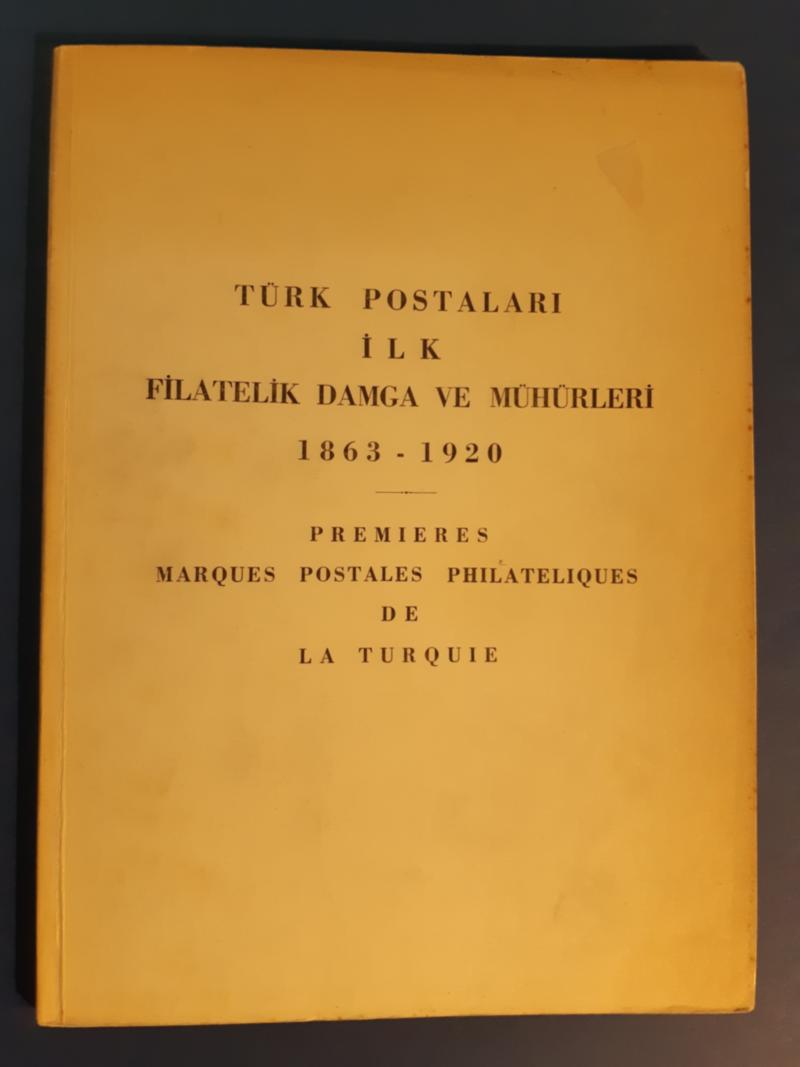 TÜRK POSTALARI
İLK
FİLATELİK DAMGA VE MÜHÜRLERİ
1863 - 1920
PREMIERES
MARQUES POSTALES PHILATELIQUES
DE
LA TURQUIE